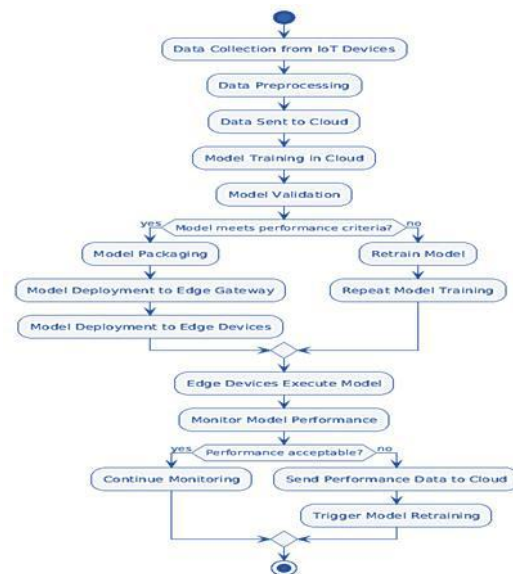 Data Collection from IoT Devices
Data Preprocessing
Data Sent to Cloud
Model Training in Cloud
Model Validation
yes
Model meets performance criteria?
no
Model Packaging
Retrain Model
Model Deployment to Edge Gateway
Repeat Model Training
Model Deployment to Edge Devices
Edge Devices Execute Model
Monitor Model Performance
yes
Performance acceptable?
no
Continue Monitoring
Send Performance Data to Cloud
Trigger Model Retraining